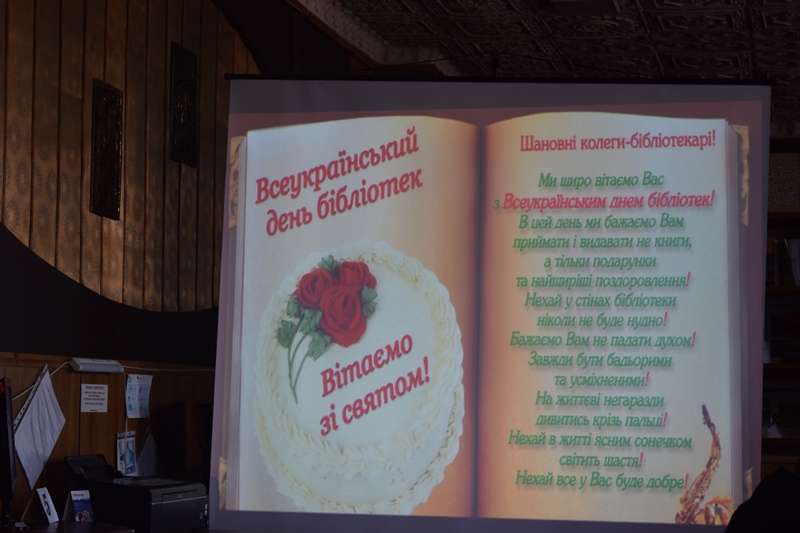 Всеукраїнський
день бібліотек
Вітаємо
зі святом!
Шановні колеги-бібліотекарі!
Ми щиро вітаємо Вас
з Всеукраїнським днем бібліотек!
В цей день ми бажаємо Вам
приймати і видавати не книги,
а тільки подарунки
та найширіші поздоровлення!
Нехай у стінах бібліотеки
ніколи не буде нудно!
Бажаємо Вам не падати духом!
Завжди бути бадьорими
та усміхненими!
На життєві негаразди
дивитись крізь пальці!
Нехай в житті ясним сонечком
світить щастя!
Нехай все у Вас буде добре!